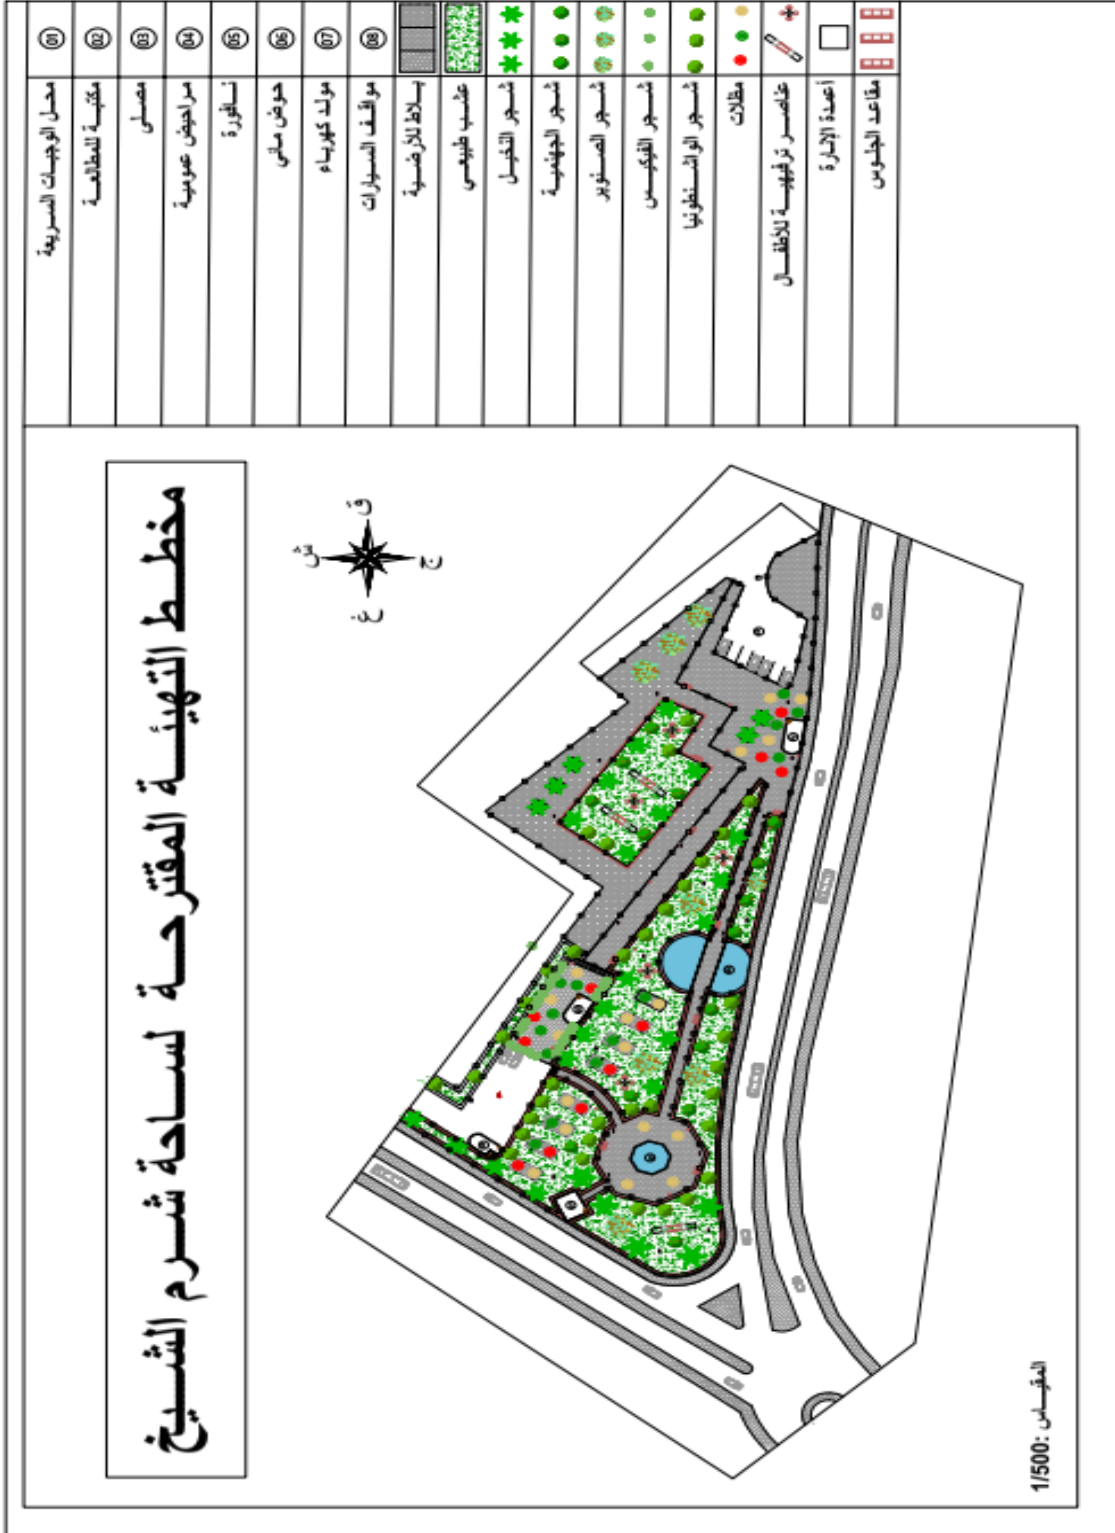 مخطط التهيئة المقترحة لساحة شرم الشيخ
ش
ق
ج
غ
01 محل الوجبات السريعة
02 مكتبة للمطالعة
03 مصلى
04 مراحيض عمومية
05 نافورة
06 حوض مائي
07 مولد كهرباء
08 مواقف السيارات
بلاط للأرضية
عشب طبيعي
شجر النخيل
شجر الجهنمية
شجر الصنوبر
شجر الفيكس
شجر الواشنطونيا
مظلات
عناصر ترفيهية للأطفال
أعمدة الإنارة
مقاعد الجلوس
المقياس :1/500